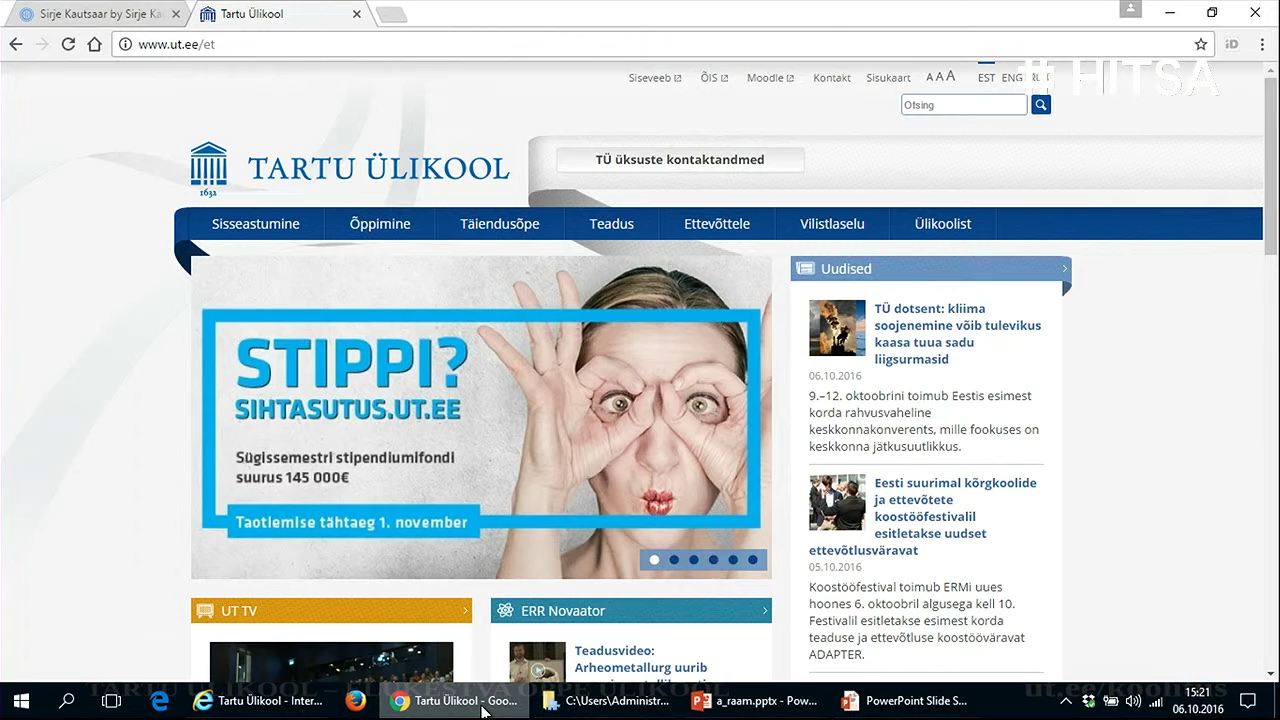 Sirje Kautsaar by Sirje Ka
Tartu Ülikool
www.ut.ee/et
iD
Siseveeb
ÕIS
Moodle
Kontakt
Sisukaart
A A A
EST
ENG
# HITSA
Otsing
1632
TARTU ÜLIKOOL
TÜ üksuste kontaktandmed
Sisseastumine
Õppimine
Täiendusõpe
Teadus
Ettevõttele
Vilistlaselu
Ülikoolist
STIPPI?
SIHTASUTUS.UT.EE
Sügissemestri stipendiumifondi
suurus 145 000€
Taotlemise tähtaeg 1. november
Uudised
TÜ dotsent: kliima
soojenemine võib tulevikus
kaasa tuua sadu
liigsurmasid
06.10.2016
9.–12. oktoobrini toimub Eestis esimest
korda rahvusvaheline
keskkonnakonverents, mille fookuses on
keskkonna jätkusuutlikkus.
Eesti suurimal kõrgkoolide
ja ettevõtete
koostööfestivalil
esitletakse uudset
ettevõtlusväravat
05.10.2016
Koostööfestival toimub ERMi uues
hoones 6. oktoobril algusega kell 10.
Festivalil esitletakse esimest korda
teaduse ja ettevõtluse koostööväravat
ADAPTER.
UT TV
ERR Novaator
Teadusvideo:
Arheometallurg uurib
Tartu Ülikool - Inter...
Tartu Ülikool - Goo...
C:\Users\Administr...
a_raam.pptx - Pow...
PowerPoint Slide S...
15:21
06.10.2016